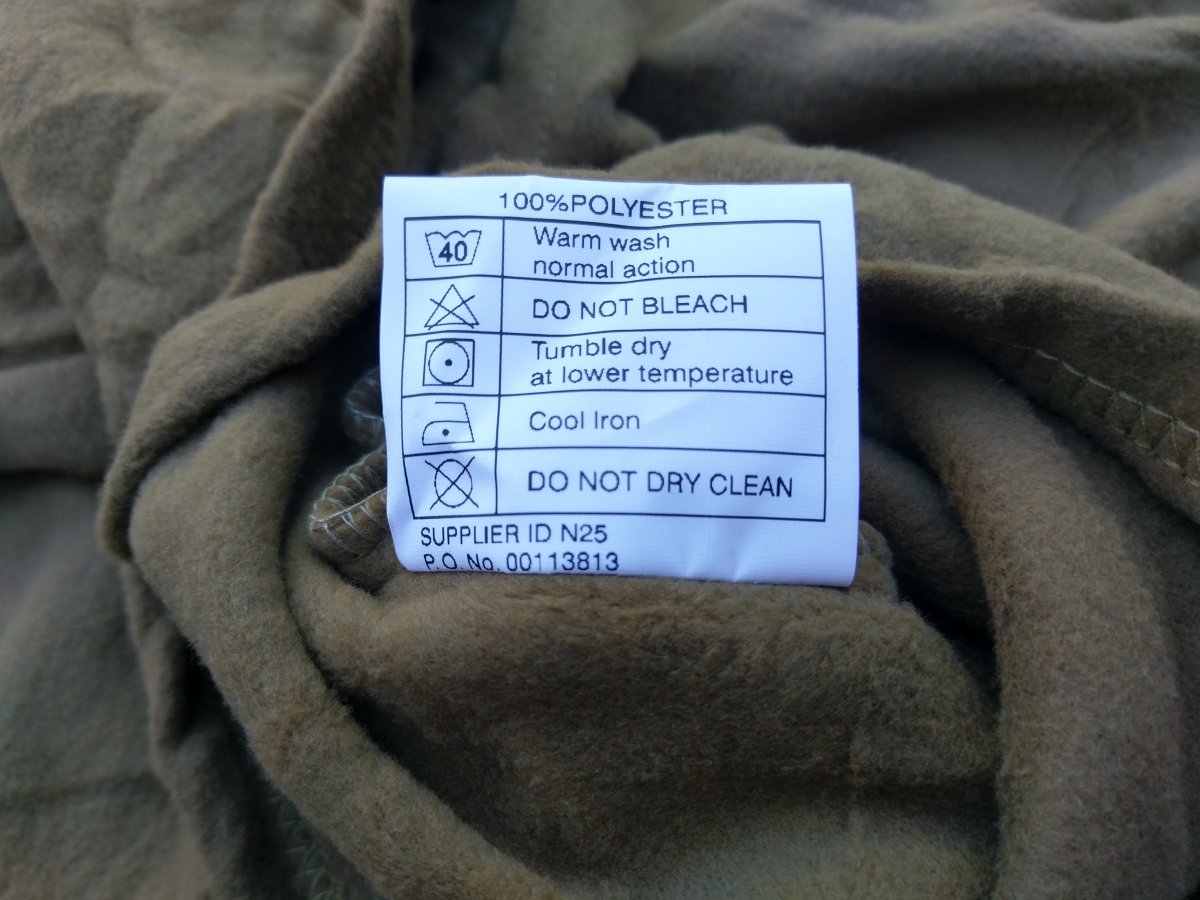 100%POLYESTER
40
Warm wash
normal action
DO NOT BLEACH
Tumble dry
at lower temperature
Cool Iron
DO NOT DRY CLEAN
SUPPLIER ID N25
P.O. No. 00113813